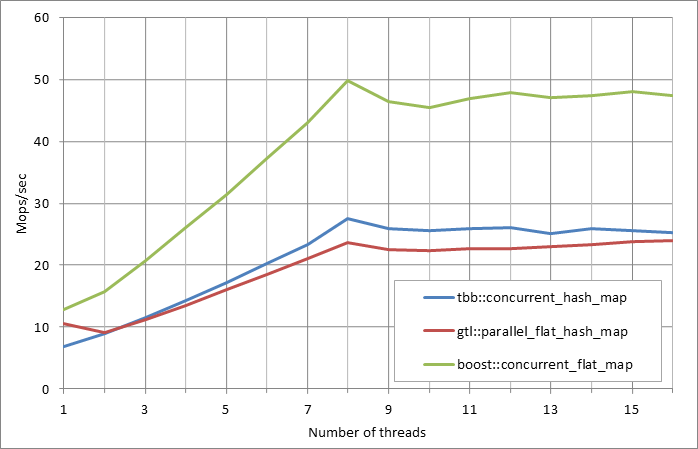 60
50
40
30
20
10
0
Mops/sec
1 3 5 7 9 11 13 15
Number of threads
tbb::concurrent_hash_map
gtl::parallel_flat_hash_map
boost::concurrent_flat_map